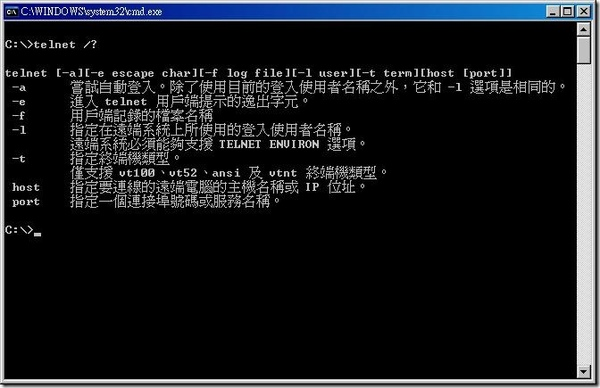 C:\WINDOWS\system32\cmd.exe
C:\>telnet /?
telnet [-a][-e escape char][-f log file][-l user][-t term][host [port]]
-a 嘗試自動登入。除了使用目前的登入使用者名稱之外，它和 -l 選項是相同的。
-e 進入 telnet 用戶端提示的逸出字元。
-f 用戶端記錄的檔案名稱
-l 指定在遠端系統上所使用的登入使用者名稱。
遠端系統必須能夠支援 TELNET ENVIRON 選項。
-t 指定終端機類型。
僅支援 vt100、vt52、ansi 及 vtnt 終端機類型。
host 指定要連線的遠端電腦的主機名稱或 IP 位址。
port 指定一個連接埠號碼或服務名稱。
C:\>_